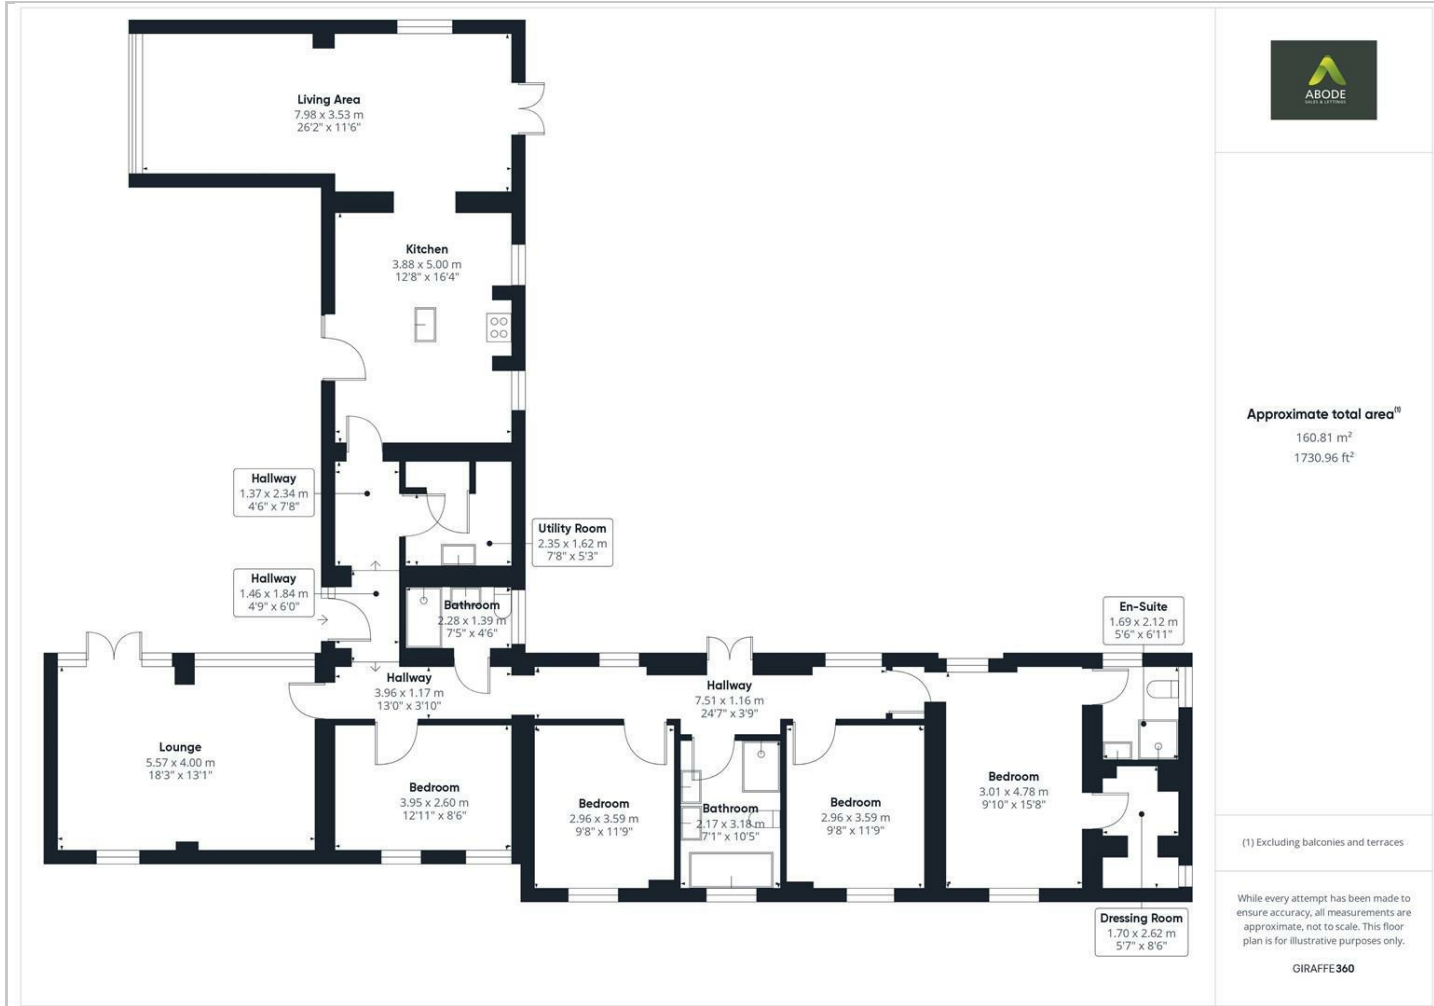 Living Area
7.98 x 3.53 m
26'2" x 11'6"
Kitchen
3.88 x 5.00 m
12'8" x 16'4"
Hallway
1.37 x 2.34 m
4'6" x 7'8"
Utility Room
2.35 x 1.62 m
7'8" x 5'3"
Hallway
1.46 x 1.84 m
4'9" x 6'0"
Bathroom
2.28 x 1.39 m
7'5" x 4'6"
En-Suite
1.69 x 2.12 m
5'6" x 6'11"
Hallway
3.96 x 1.17 m
13'0" x 3'10"
Hallway
7.51 x 1.16 m
24'7" x 3'9"
Lounge
5.57 x 4.00 m
18'3" x 13'1"
Bedroom
3.95 x 2.60 m
12'11" x 8'6"
Bedroom
2.96 x 3.59 m
9'8" x 11'9"
Bathroom
2.17 x 3.18 m
7'1" x 10'5"
Bedroom
2.96 x 3.59 m
9'8" x 11'9"
Bedroom
3.01 x 4.78 m
9'10" x 15'8"
Dressing Room
1.70 x 2.62 m
5'7" x 8'6"
ABODE
SALES & LETTINGS
Approximate total area(1)
160.81 m²
1730.96 ft²
(1) Excluding balconies and terraces
While every attempt has been made to
ensure accuracy, all measurements are
approximate, not to scale. This floor
plan is for illustrative purposes only.
GIRAFFE360